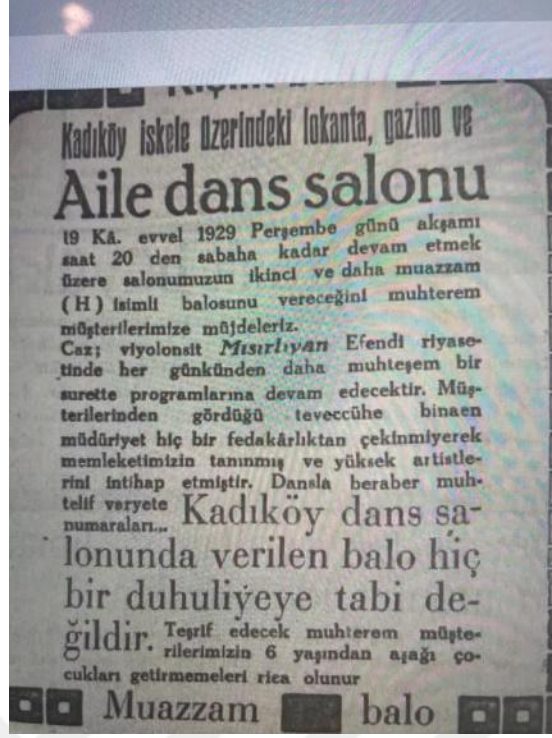 Kadıköy iskele üzerindeki lokanta, gazino ve
Aile dans salonu
19 Kâ. evvel 1929 Perşembe günü akşamı
saat 20 den sabaha kadar devam etmek
üzere salonumuzun ikinci ve daha muazzam
( H ) isimli balosunu vereceğini muhterem
müşterilerimize müjdeleriz.
Caz; viyolonsit Mısırlıyan Efendi riyase-
tinde her günkünden daha muhteşem bir
surette programlarına devam edecektir. Müş-
terilerinden gördüğü teveccühe binaen
müdüriyet hiç bir fedakârlıktan çekinmiyerek
memleketimizin tanınmış ve yüksek artistle-
rini intihap etmiştir. Dansla beraber muh-
telif varyete
numaraları... Kadıköy dans sa-
lonunda verilen balo hiç
bir duhuliyeye tabi de-
ğildir. Teşrif edecek muhterem müşte-
rilerimizin 6 yaşından aşağı ço-
cukları getirmemeleri rica olunur
Muazzam balo